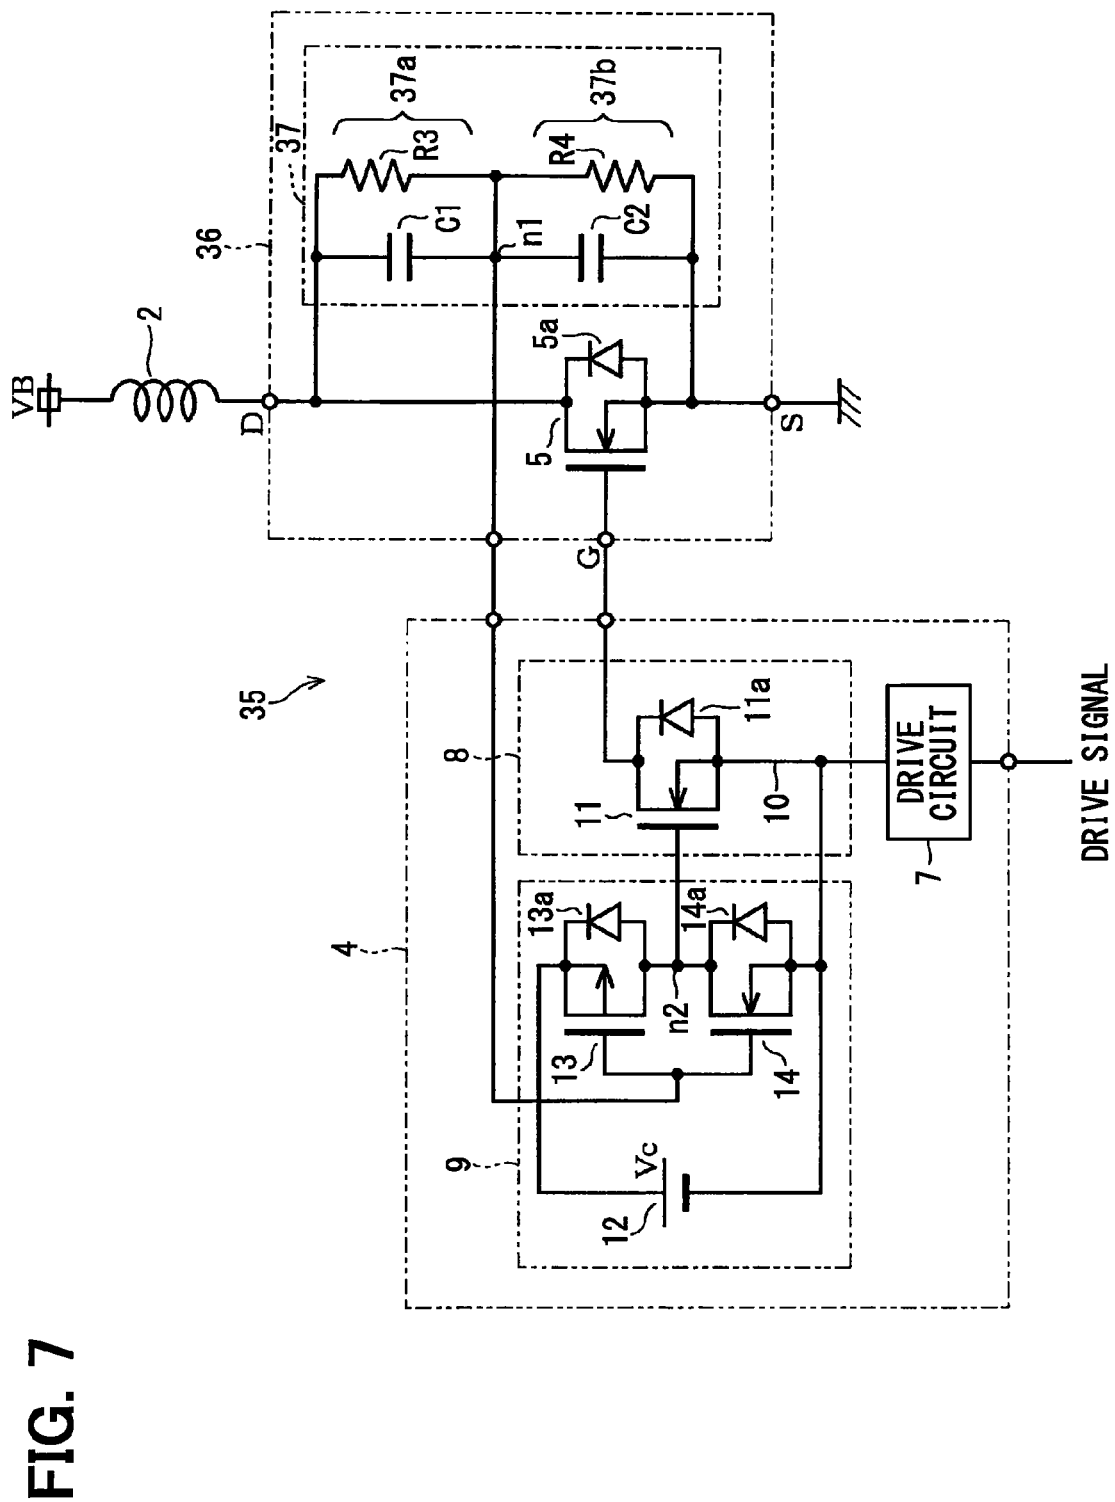 FIG. 7
35
4
9
12
Vc
13
13a
n2
14
14a
8
11
11a
10
7
DRIVE
CIRCUIT
DRIVE SIGNAL
VB
2
36
37
37a
R3
C1
n1
37b
R4
C2
D
5
5a
G
S